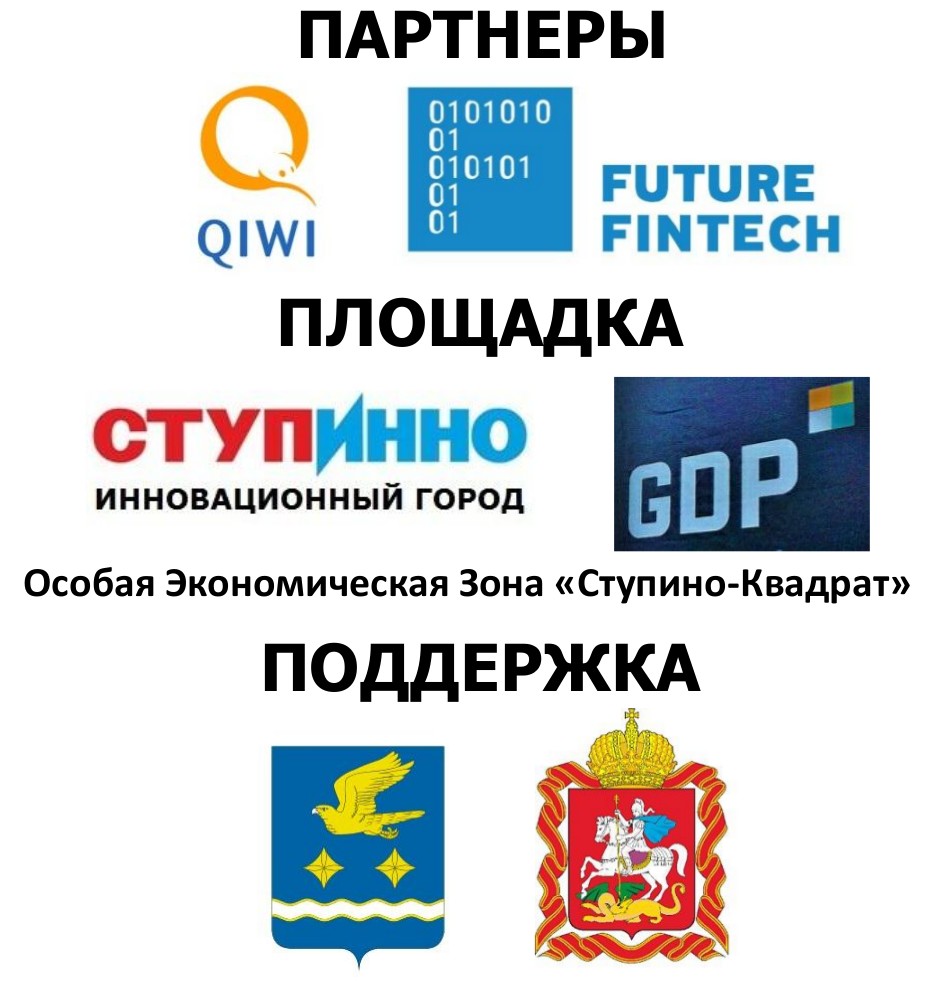 ПАРТНЕРЫ
QIWI
0101010
01
010101
01
01
FUTURE
FINTECH
ПЛОЩАДКА
СТУПИННО
ИННОВАЦИОННЫЙ ГОРОД
GDP
Особая Экономическая Зона «Ступино-Квадрат»
ПОДДЕРЖКА